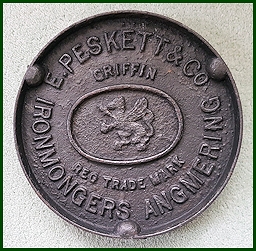 E. PESKETT & CO.
GRIFFIN
REG TRADE MARK
IRONMONGERS ANGMERING